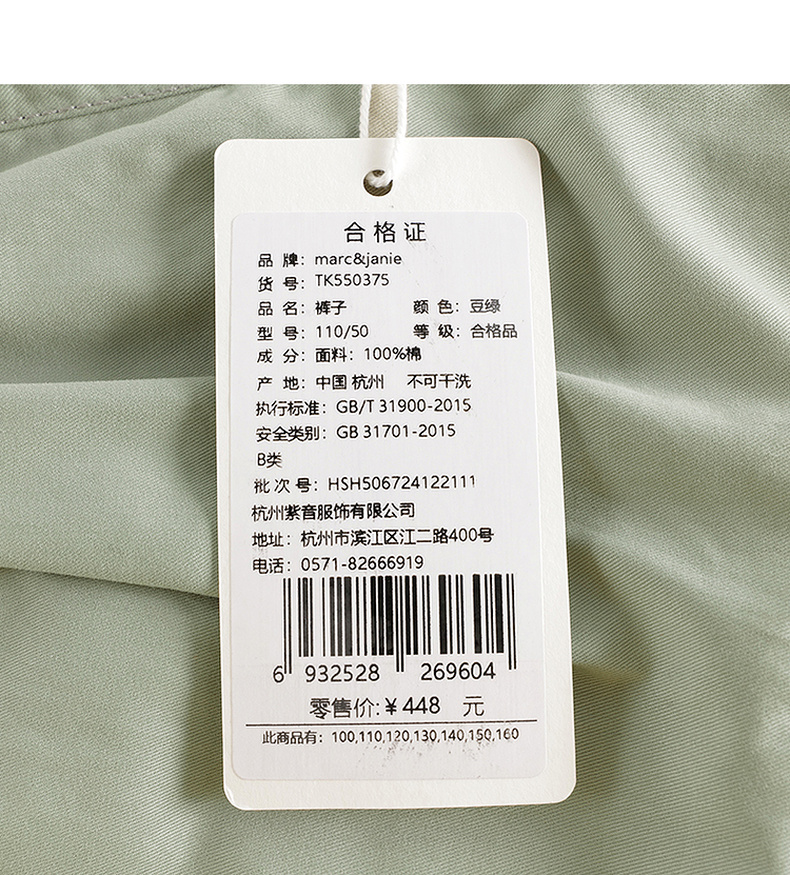 合格证
品 牌：marc&janie
货 号：TK550375
品 名：裤子 颜 色：豆绿
型 号：110/50 等 级：合格品
成 分：面料：100%棉
产 地：中国 杭州 不可干洗
执行标准：GB/T 31900-2015
安全类别：GB 31701-2015
B类
批 次 号：HSH506724122111
杭州紫音服饰有限公司
地址：杭州市滨江区江二路400号
电话：0571-82666919
6 932528 269604
零售价:￥448 元
此商品有：100,110,120,130,140,150,160